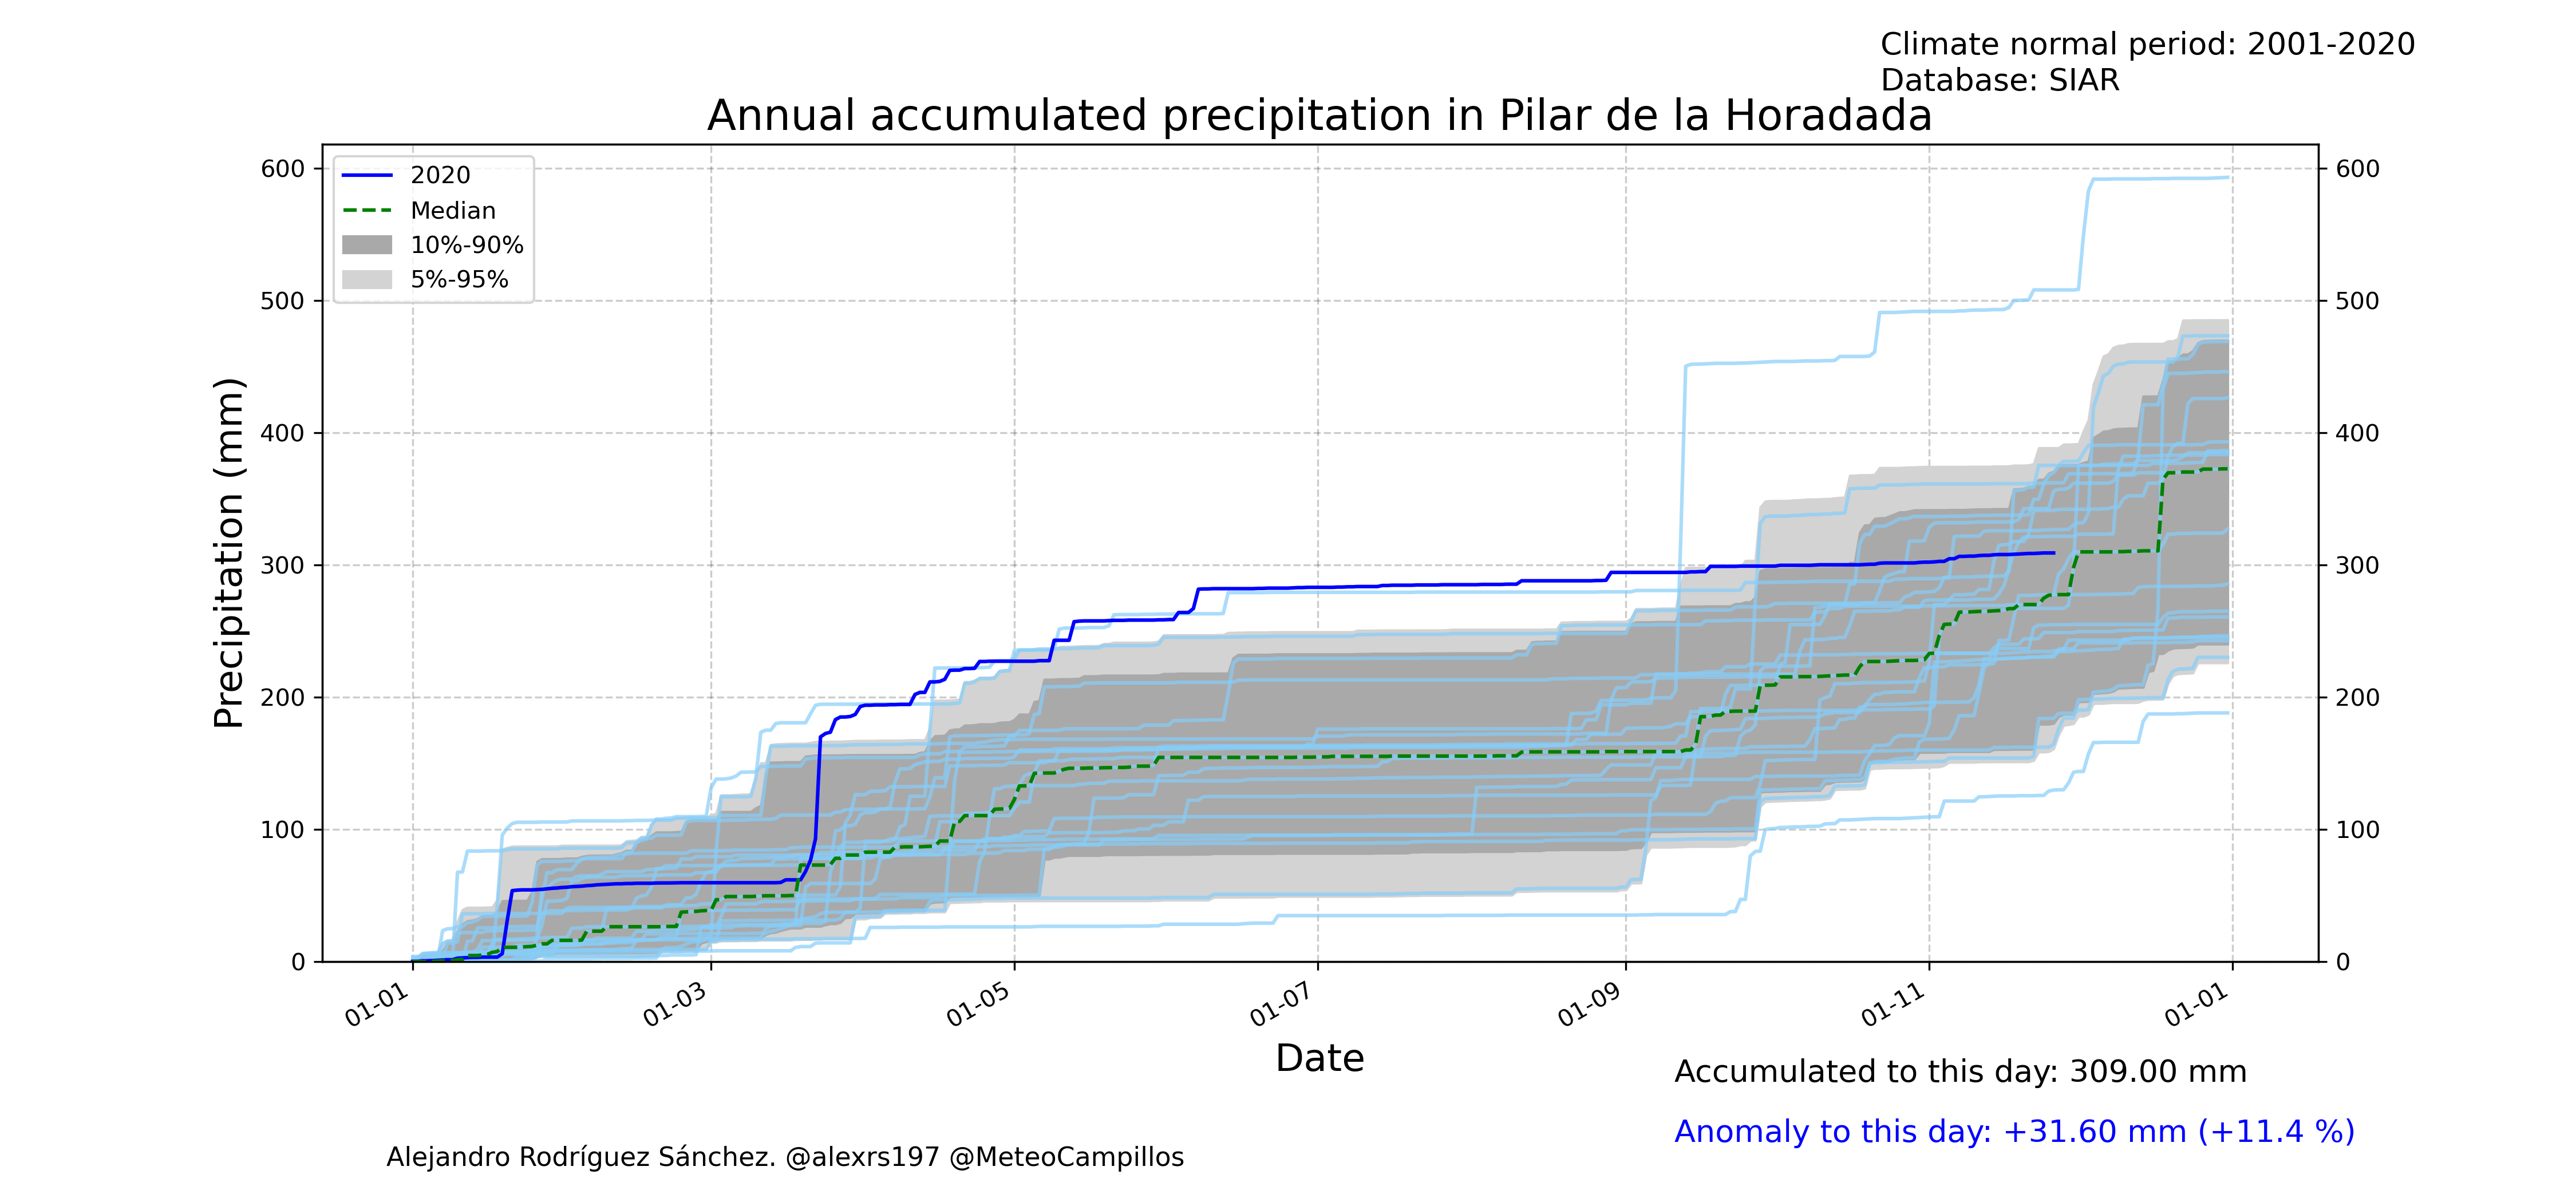 Climate normal period: 2001-2020
Database: SIAR
Annual accumulated precipitation in Pilar de la Horadada
2020
Median
10%-90%
5%-95%
Precipitation (mm)
600
500
400
300
200
100
0
600
500
400
300
200
100
0
01-01
01-03
01-05
01-07
01-09
01-11
01-01
Date
Accumulated to this day: 309.00 mm
Anomaly to this day: +31.60 mm (+11.4 %)
Alejandro Rodríguez Sánchez. @alexrs197 @MeteoCampillos